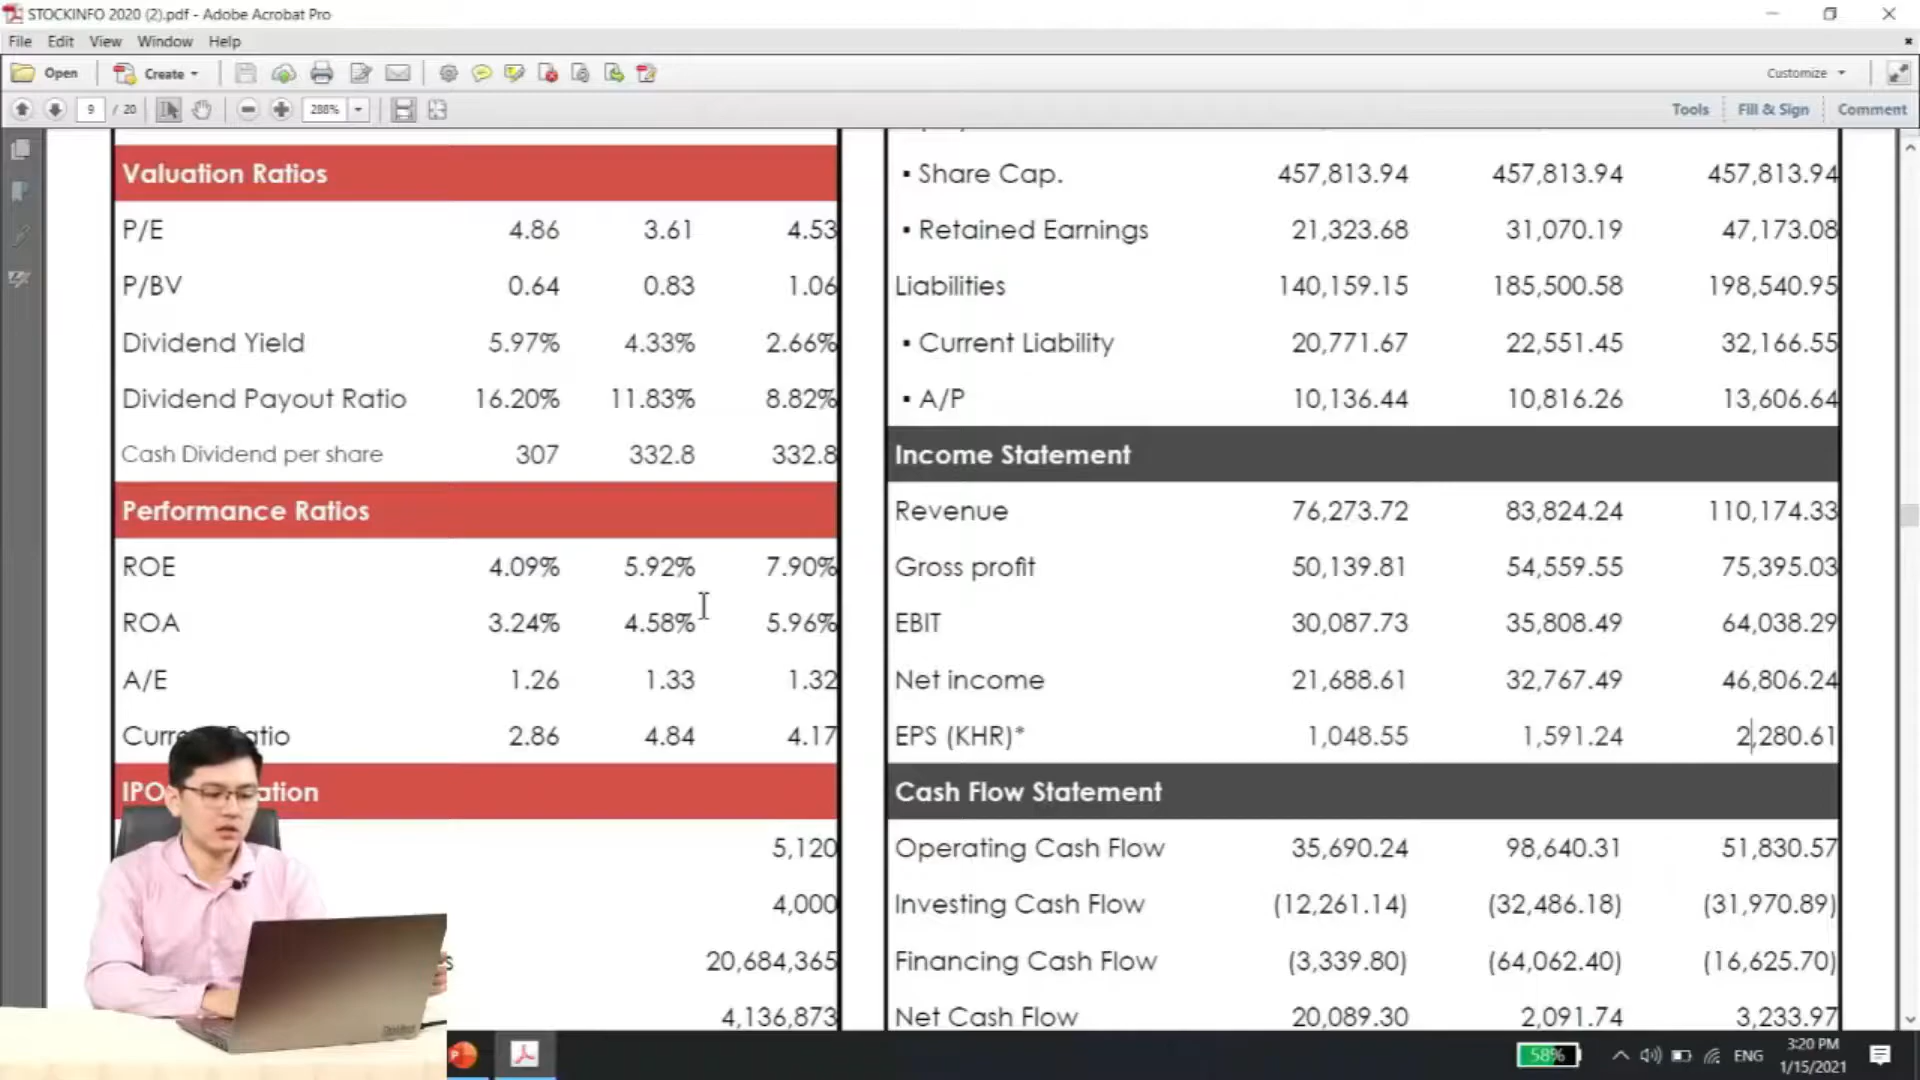 STOCKINFO 2020 (2).pdf - Adobe Acrobat Pro
File Edit View Window Help
Open Create Customize
9 / 20 288% Tools Fill & Sign Comment
Valuation Ratios
P/E 4.86 3.61 4.53
P/BV 0.64 0.83 1.06
Dividend Yield 5.97% 4.33% 2.66%
Dividend Payout Ratio 16.20% 11.83% 8.82%
Cash Dividend per share 307 332.8 332.8
Performance Ratios
ROE 4.09% 5.92% 7.90%
ROA 3.24% 4.58% 5.96%
A/E 1.26 1.33 1.32
2.86 4.84 4.17
IPO
5,120
4,000
20,684,365
4,136,873
▪ Share Cap. 457,813.94 457,813.94 457,813.94
▪ Retained Earnings 21,323.68 31,070.19 47,173.08
Liabilities 140,159.15 185,500.58 198,540.95
▪ Current Liability 20,771.67 22,551.45 32,166.55
▪ A/P 10,136.44 10,816.26 13,606.64
Income Statement
Revenue 76,273.72 83,824.24 110,174.33
Gross profit 50,139.81 54,559.55 75,395.03
EBIT 30,087.73 35,808.49 64,038.29
Net income 21,688.61 32,767.49 46,806.24
EPS (KHR)* 1,048.55 1,591.24 2,280.61
Cash Flow Statement
Operating Cash Flow 35,690.24 98,640.31 51,830.57
Investing Cash Flow (12,261.14) (32,486.18) (31,970.89)
Financing Cash Flow (3,339.80) (64,062.40) (16,625.70)
Net Cash Flow 20,089.30 2,091.74 3,233.97
58% ENG 3:20 PM
1/15/2021